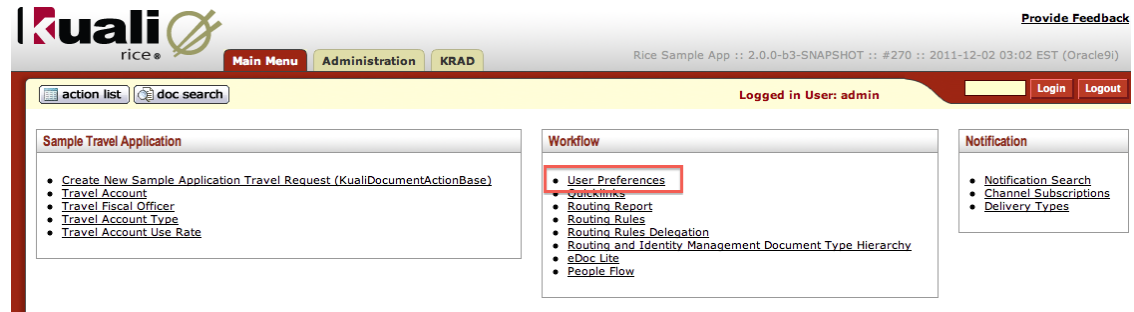 Kuali
rice
Provide Feedback
Main Menu
Administration
KRAD
Rice Sample App :: 2.0.0-b3-SNAPSHOT :: #270 :: 2011-12-02 03:02 EST (Oracle9i)
action list
doc search
Logged in User: admin
Login
Logout
Sample Travel Application
Create New Sample Application Travel Request (KualiDocumentActionBase)
Travel Account
Travel Fiscal Officer
Travel Account Type
Travel Account Use Rate
Workflow
User Preferences
Quicklinks
Routing Report
Routing Rules
Routing Rules Delegation
Routing and Identity Management Document Type Hierarchy
eDoc Lite
People Flow
Notification
Notification Search
Channel Subscriptions
Delivery Types